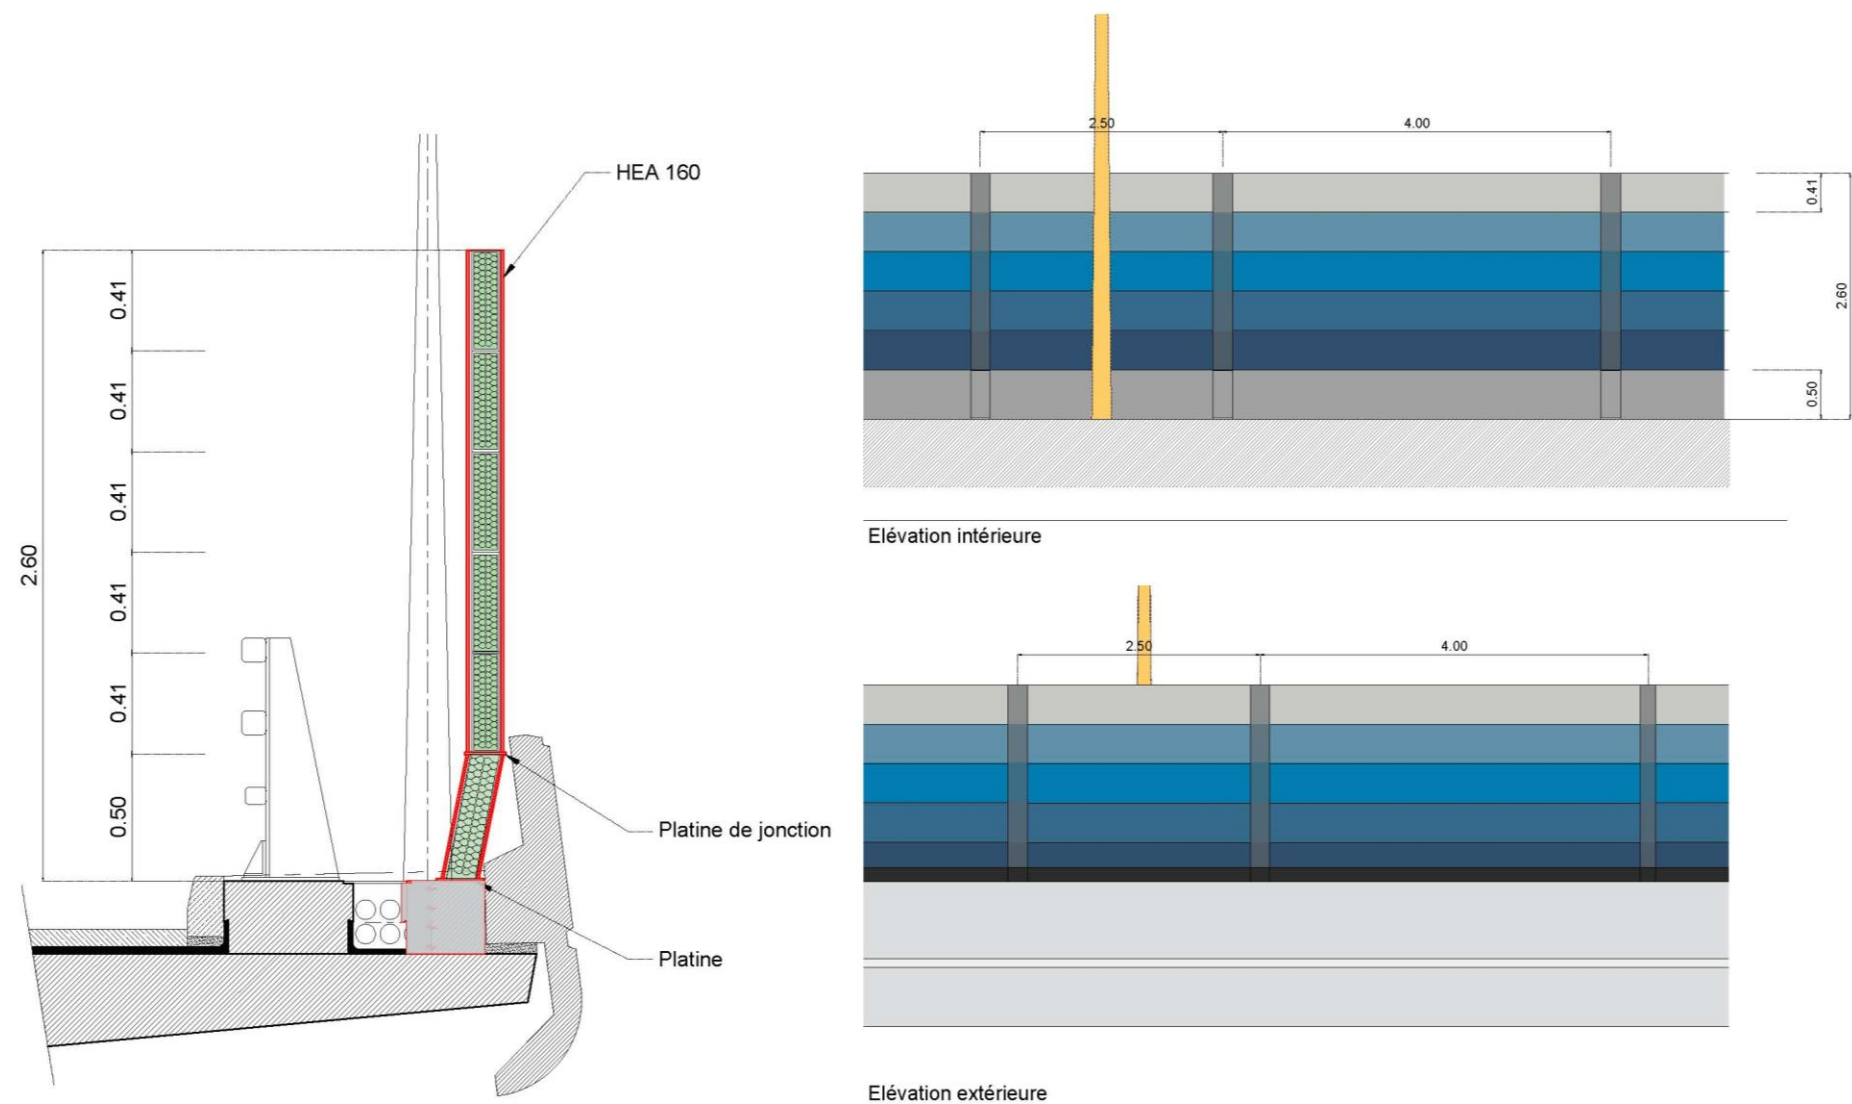 HEA 160
0.41
0.41
0.41
0.41
0.41
0.50
2.60
Platine de jonction
Platine
2.50
4.00
0.41
2.60
0.50
Elévation intérieure
2.50
4.00
Elévation extérieure